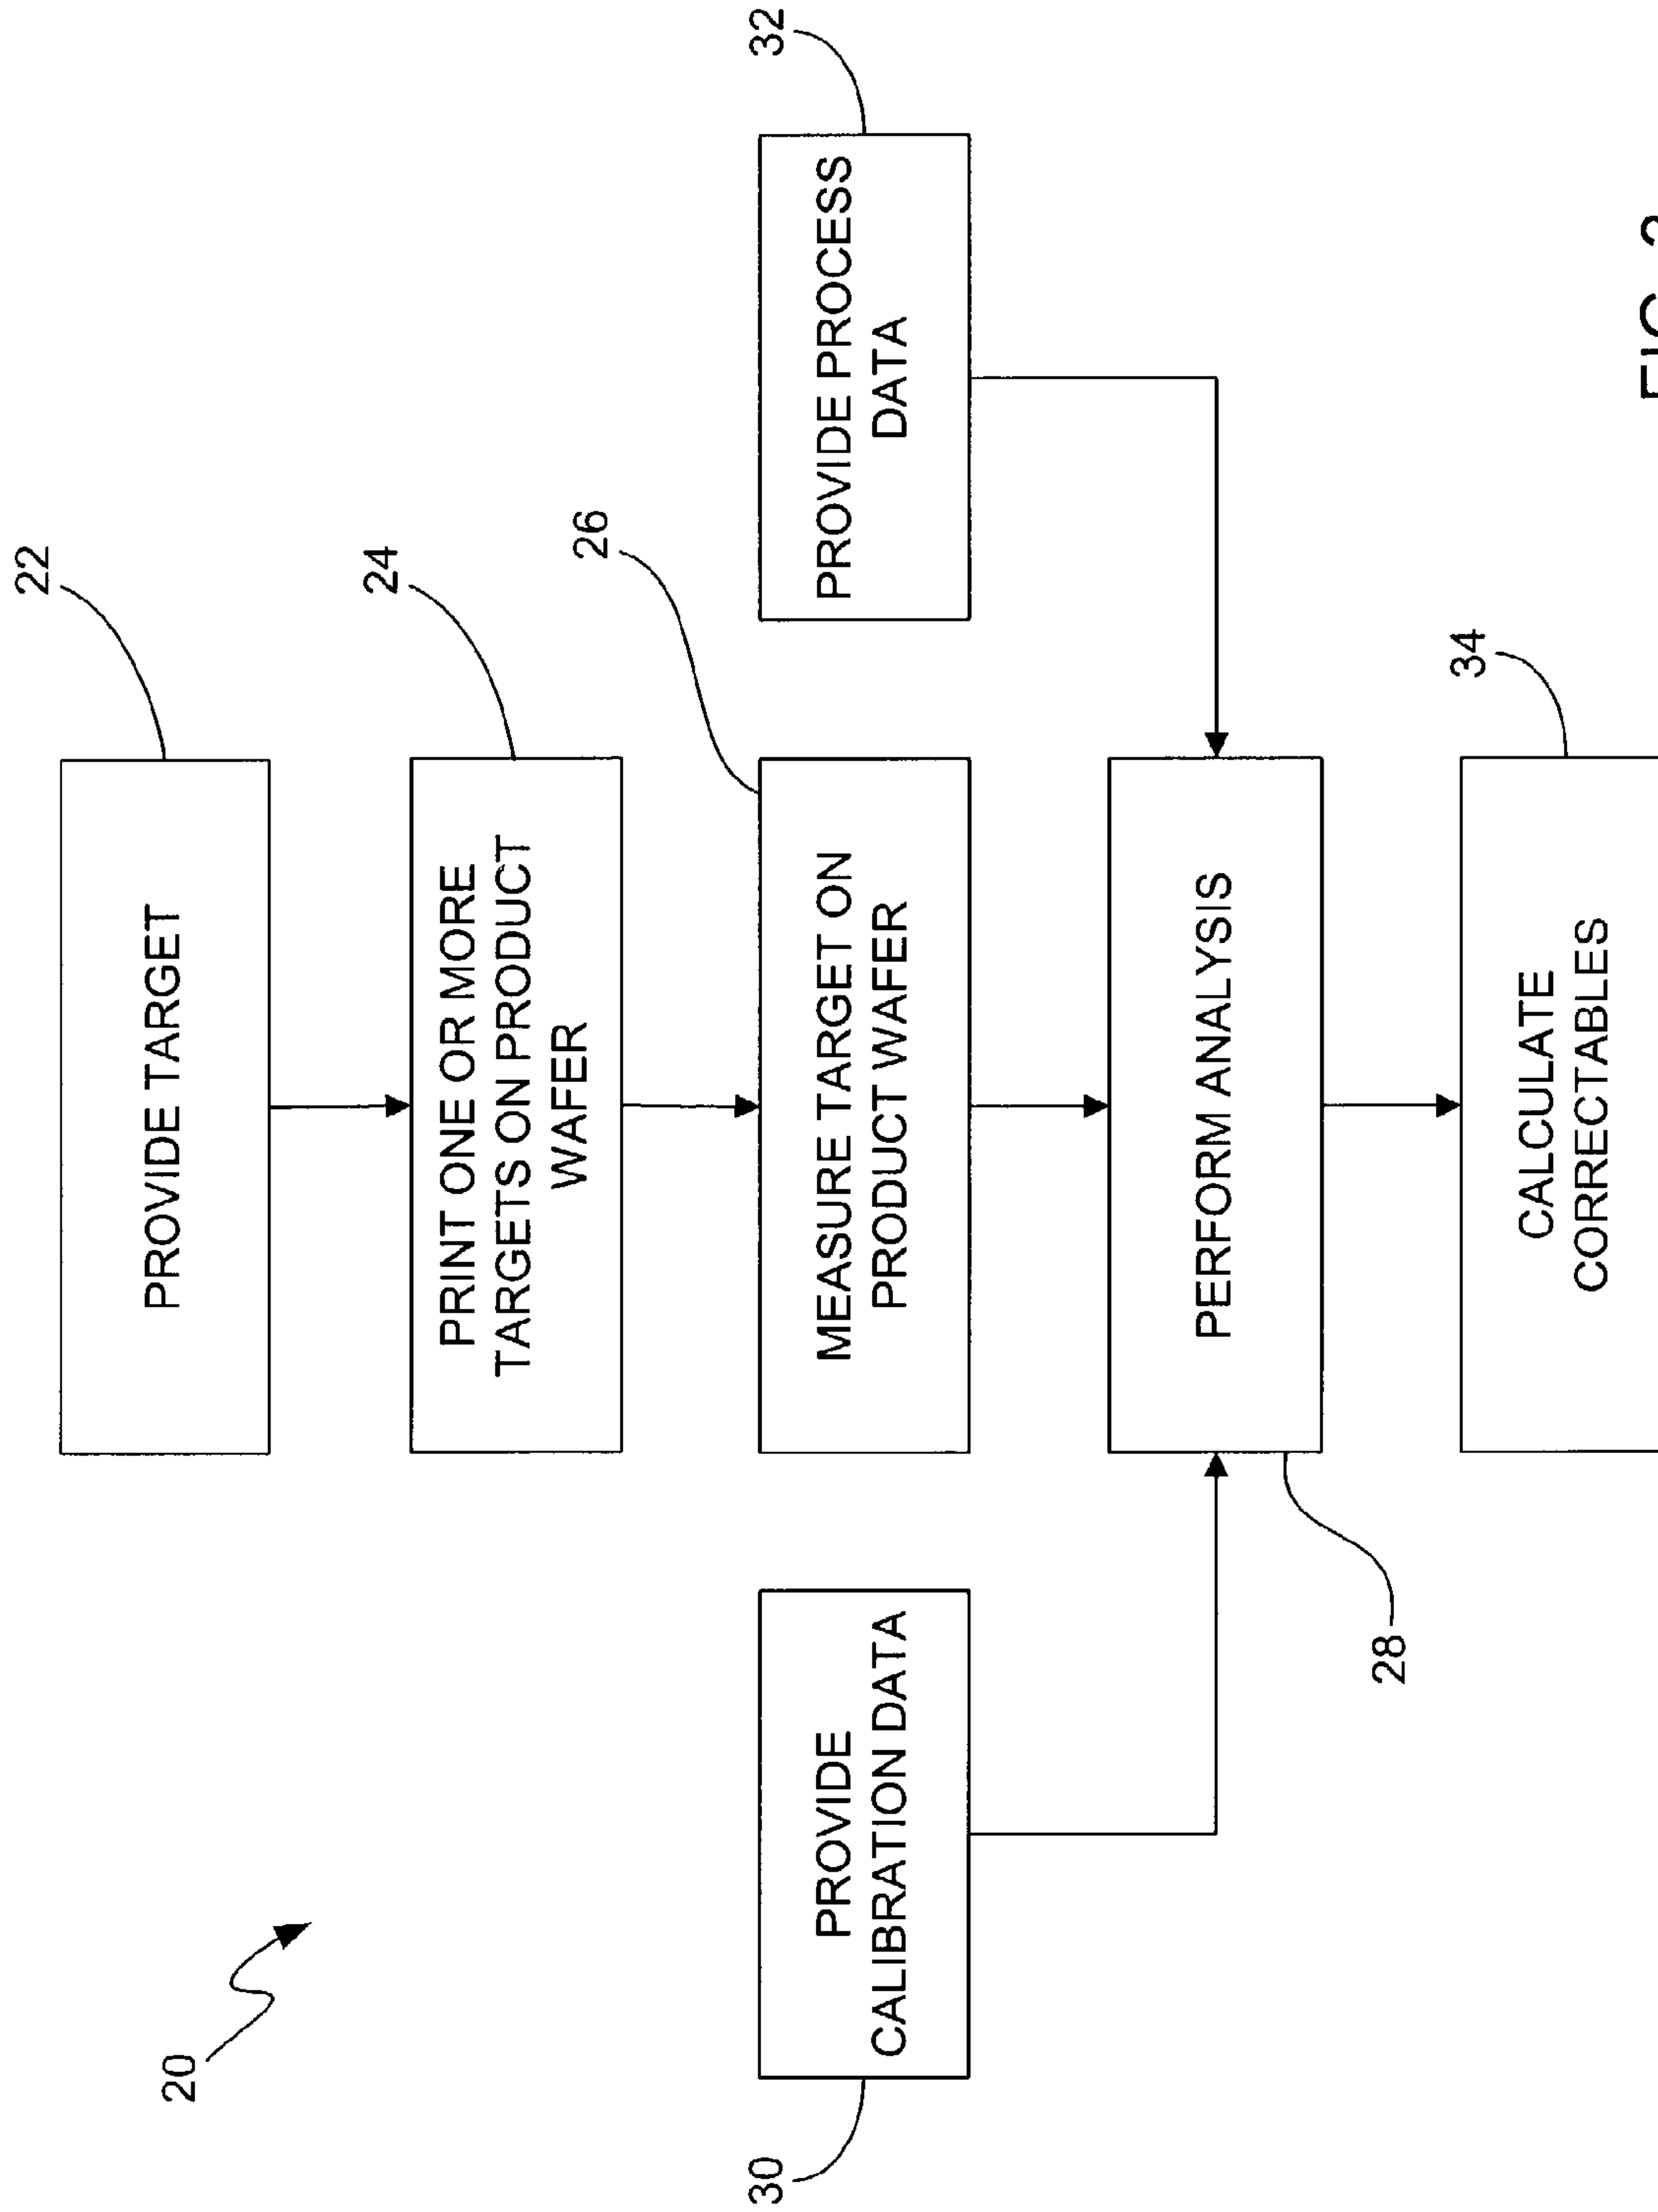 20
22
PROVIDE TARGET
24
PRINT ONE OR MORE
TARGETS ON PRODUCT
WAFER
26
30
PROVIDE
CALIBRATION DATA
MEASURE TARGET ON
PRODUCT WAFER
32
PROVIDE PROCESS
DATA
28
PERFORM ANALYSIS
34
CALCULATE
CORRECTABLES